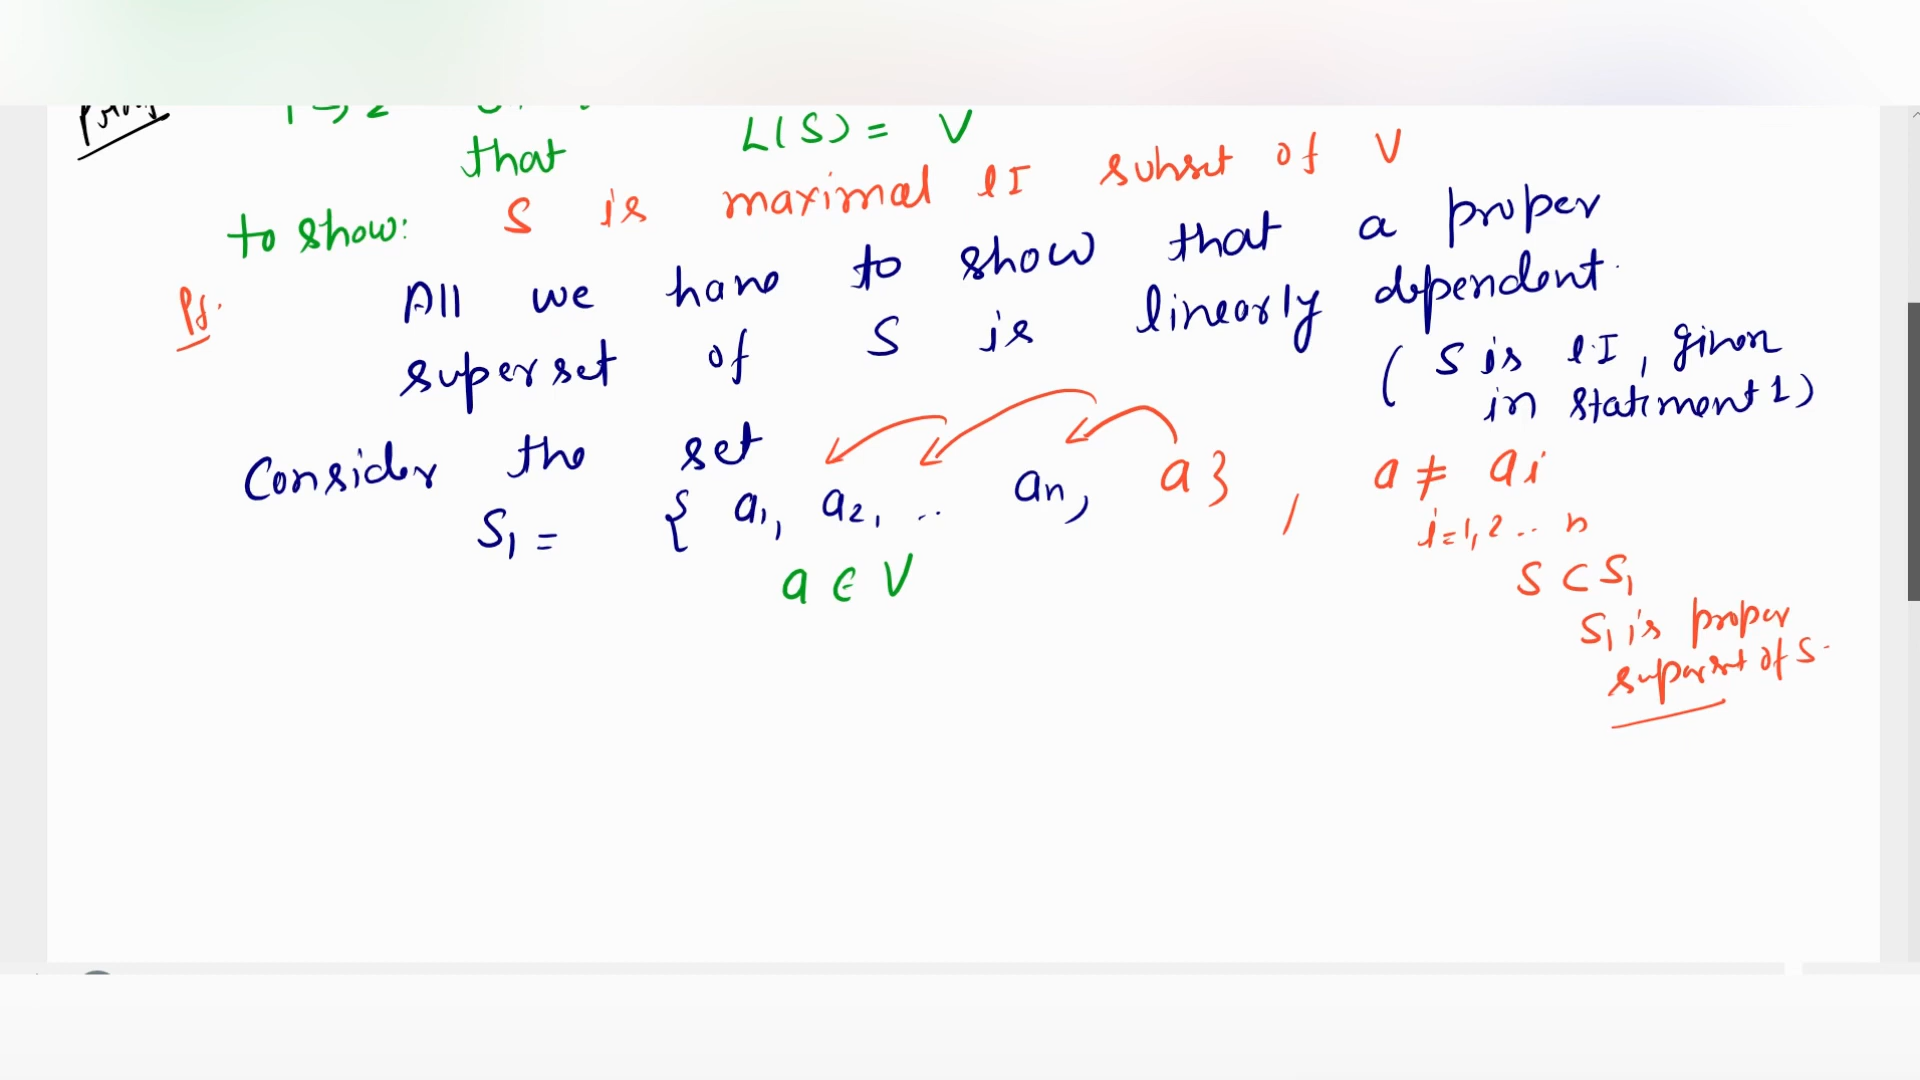 that L(S) = V
to show: S is maximal lI subset of V
Pf. All we have to show that a proper
superset of S is linearly dependent.
( S is l.I, given
in statement 1)
Consider the set
S₁ = { a₁, a₂, .. aₙ, a } , a ≠ ai
i=1,2 .. n
a ∈ V
S ⊂ S₁
S₁ is proper
superset of S.